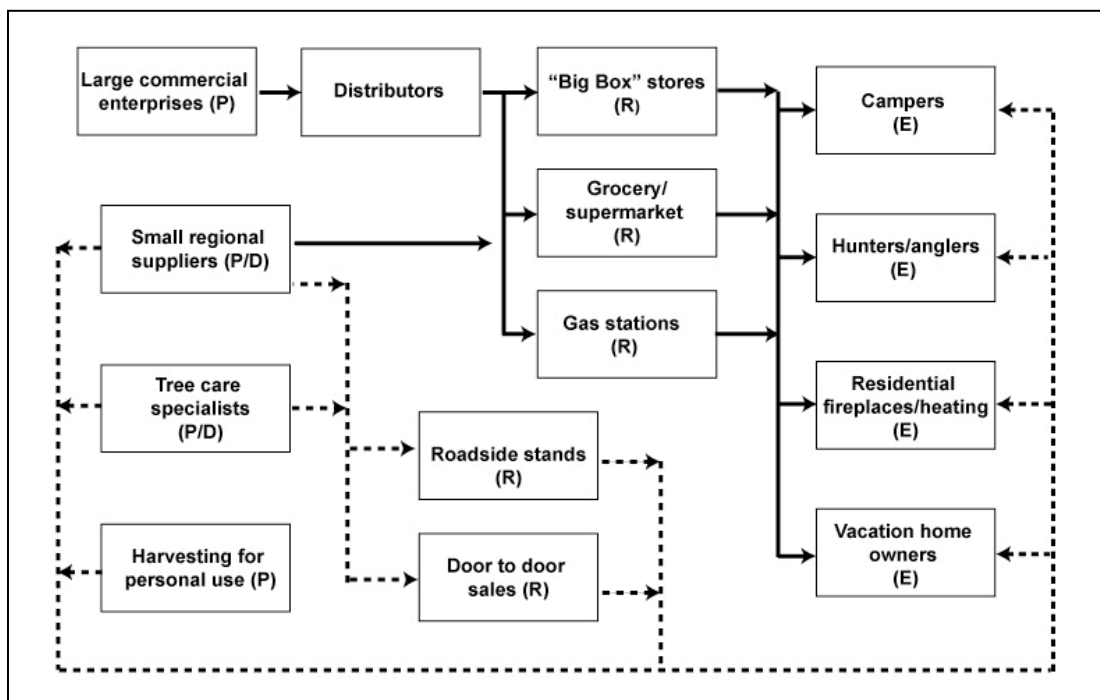 Large commercial
enterprises (P)
Distributors
“Big Box” stores
(R)
Campers
(E)
Grocery/
supermarket
(R)
Small regional
suppliers (P/D)
Hunters/anglers
(E)
Gas stations
(R)
Tree care
specialists
(P/D)
Residential
fireplaces/heating
(E)
Roadside stands
(R)
Harvesting for
personal use (P)
Door to door
sales (R)
Vacation home
owners
(E)